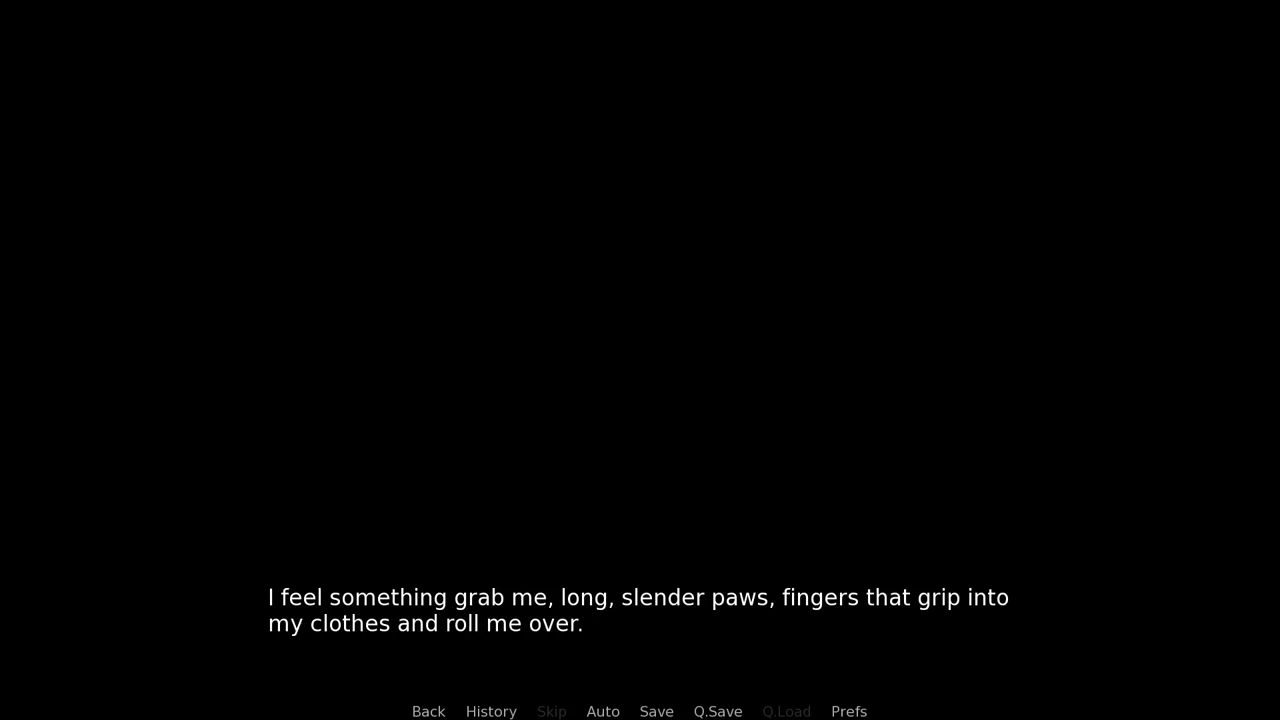 I feel something grab me, long, slender paws, fingers that grip into
my clothes and roll me over.
Back History Skip Auto Save Q.Save Q.Load Prefs